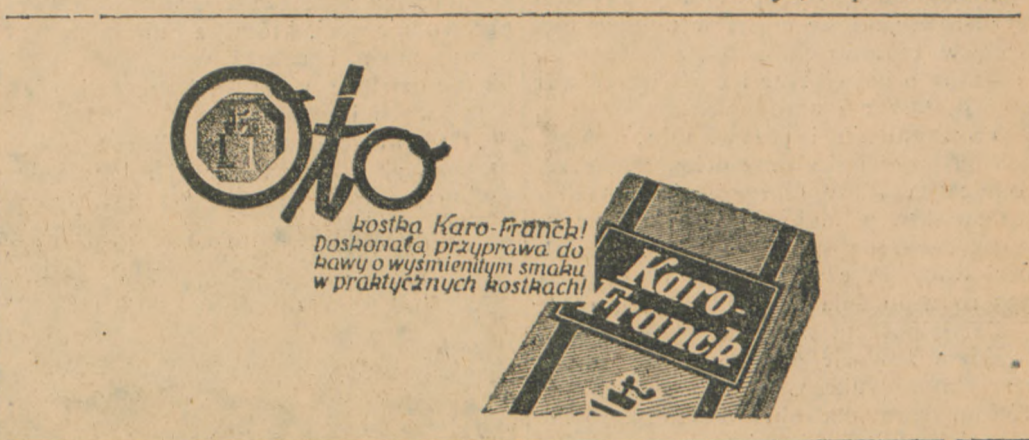 Oto
kostka Karo-Franck!
Doskonała przyprawa do
kawy o wyśmienitym smaku
w praktycznych kostkach!
Karo-
Franck